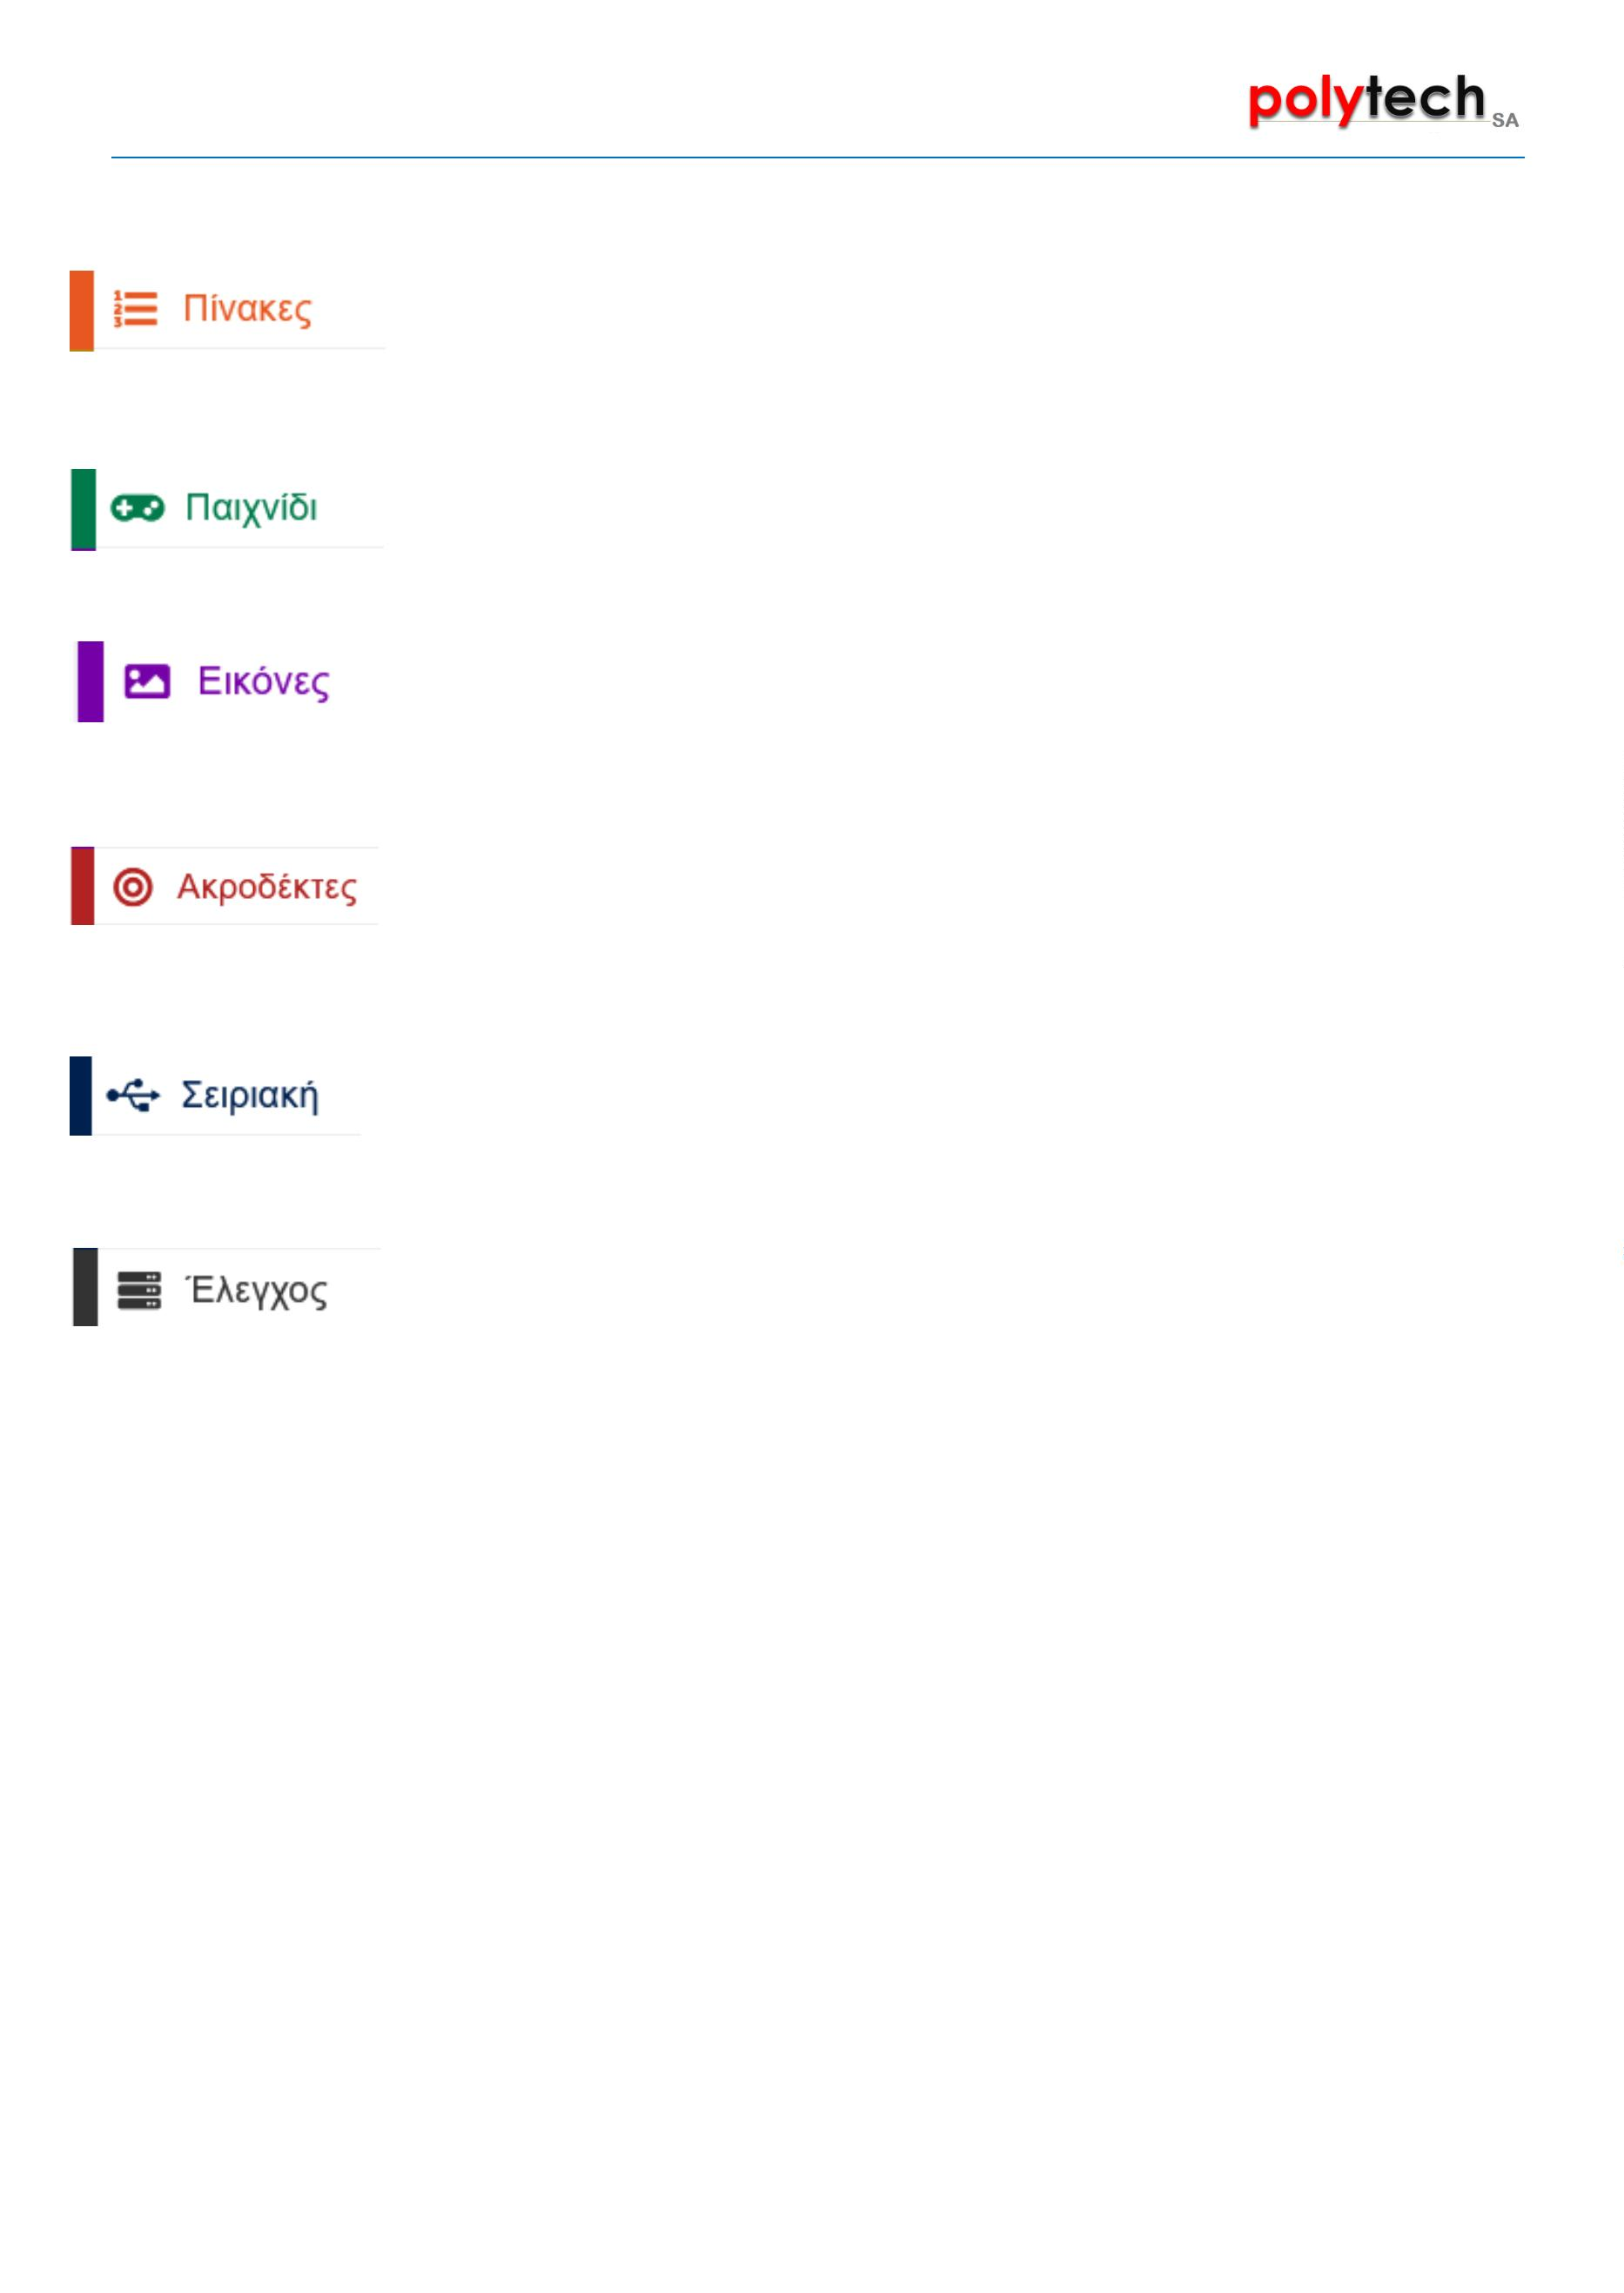 polytech SA
Πίνακες
Παιχνίδι
Εικόνες
Ακροδέκτες
Σειριακή
Έλεγχος